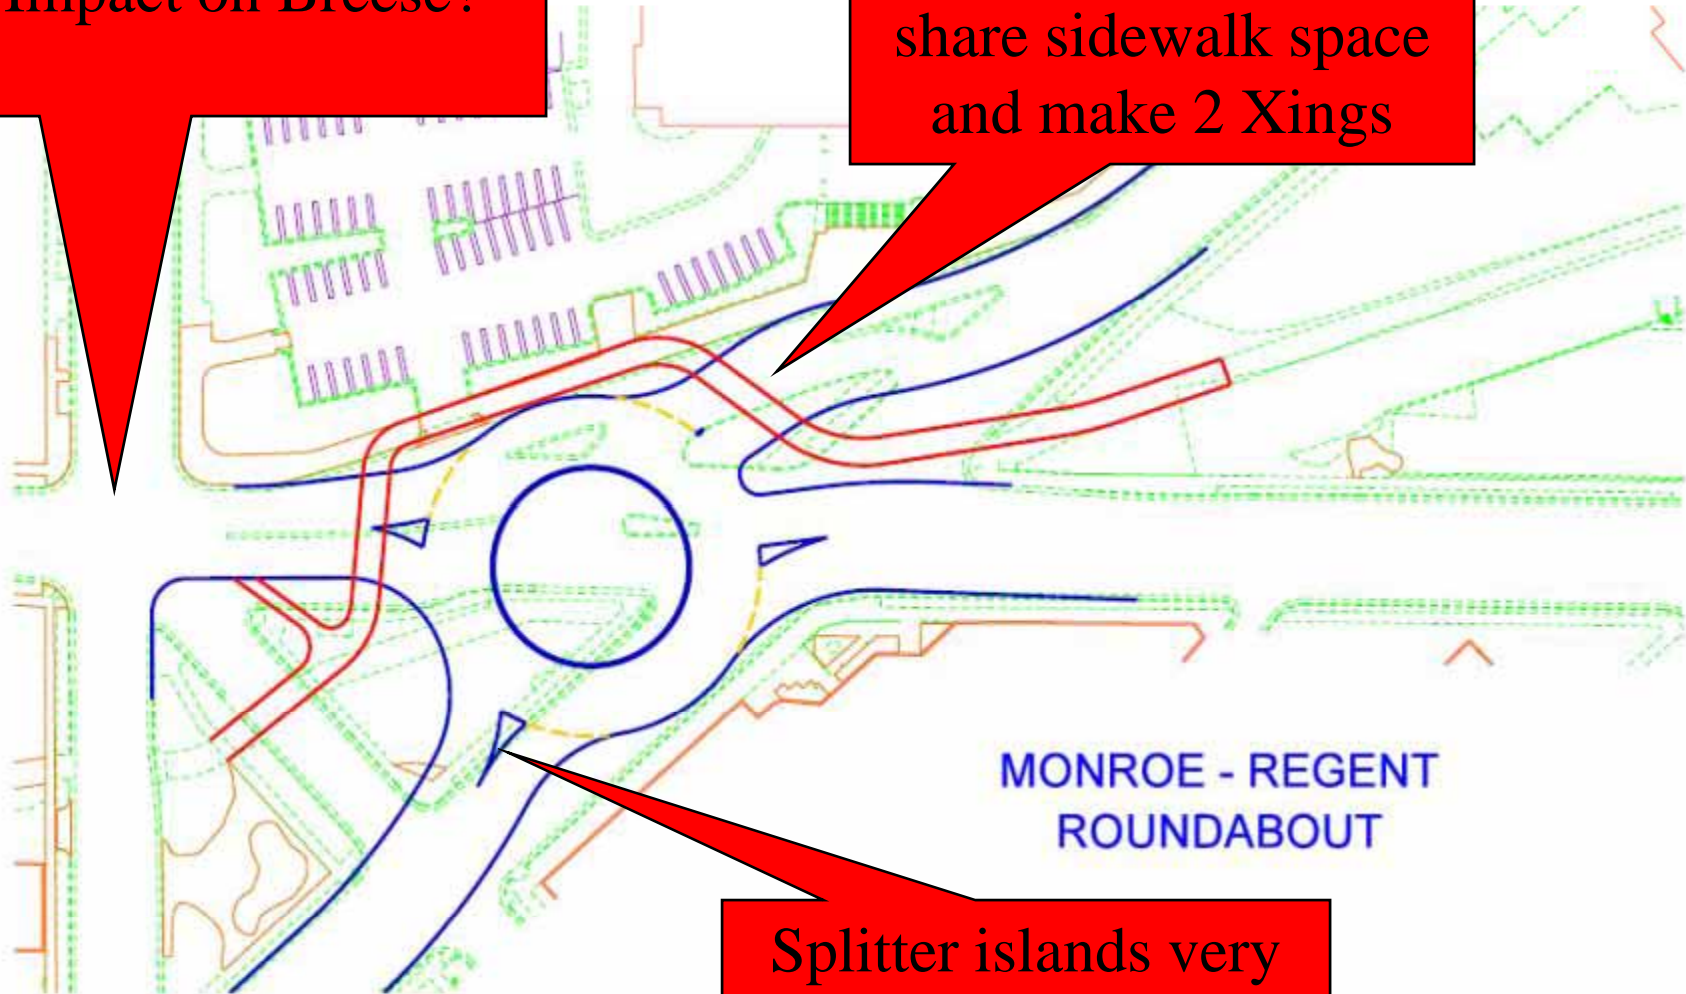 Impact on Breese?
share sidewalk space
and make 2 Xings
MONROE - REGENT
ROUNDABOUT
Splitter islands very